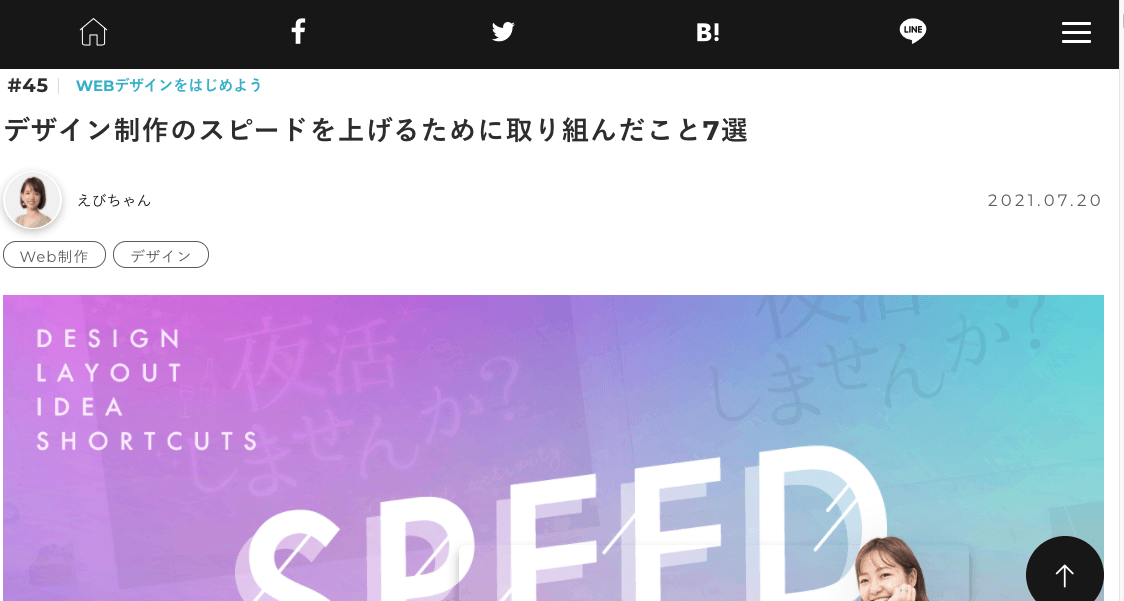 B!
LINE
#45
WEBデザインをはじめよう
デザイン制作のスピードを上げるために取り組んだこと7選
えびちゃん
2021.07.20
Web制作
デザイン
DESIGN
LAYOUT
IDEA
SHORTCUTS
夜活
しませんか?
夜活
しませんか?
SPEED